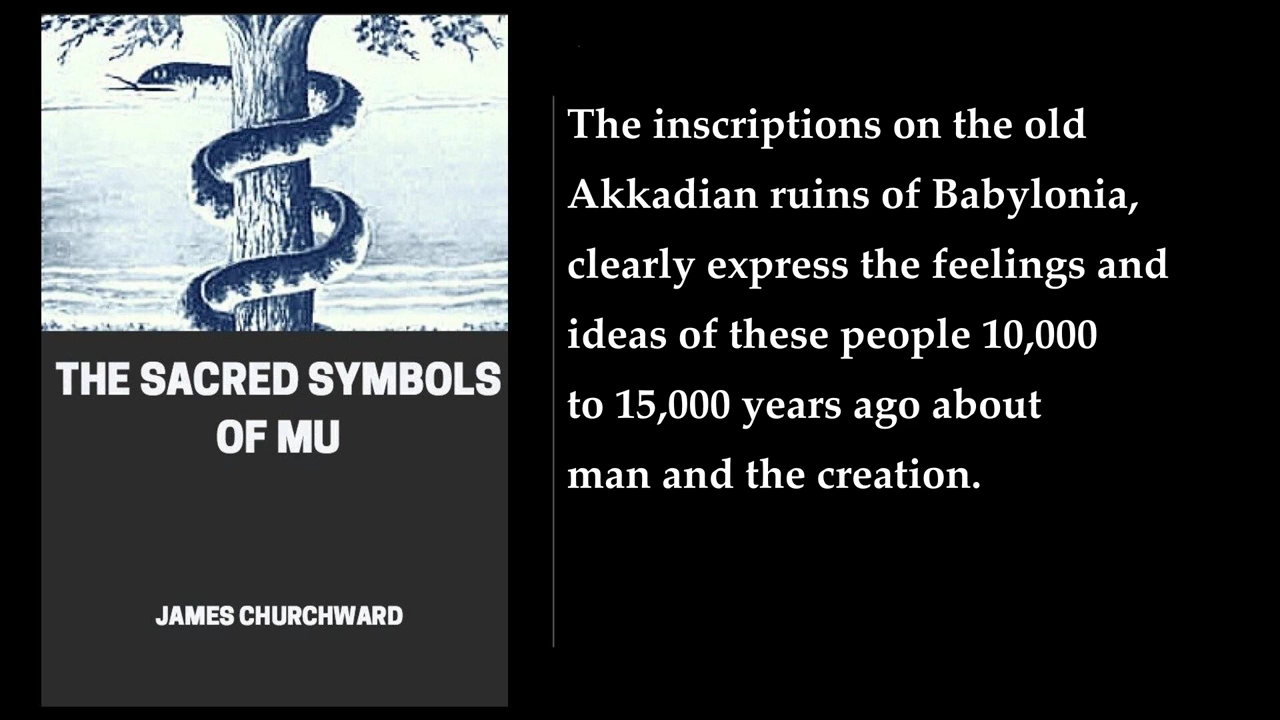 THE SACRED SYMBOLS
OF MU
JAMES CHURCHWARD
The inscriptions on the old
Akkadian ruins of Babylonia,
clearly express the feelings and
ideas of these people 10,000
to 15,000 years ago about
man and the creation.